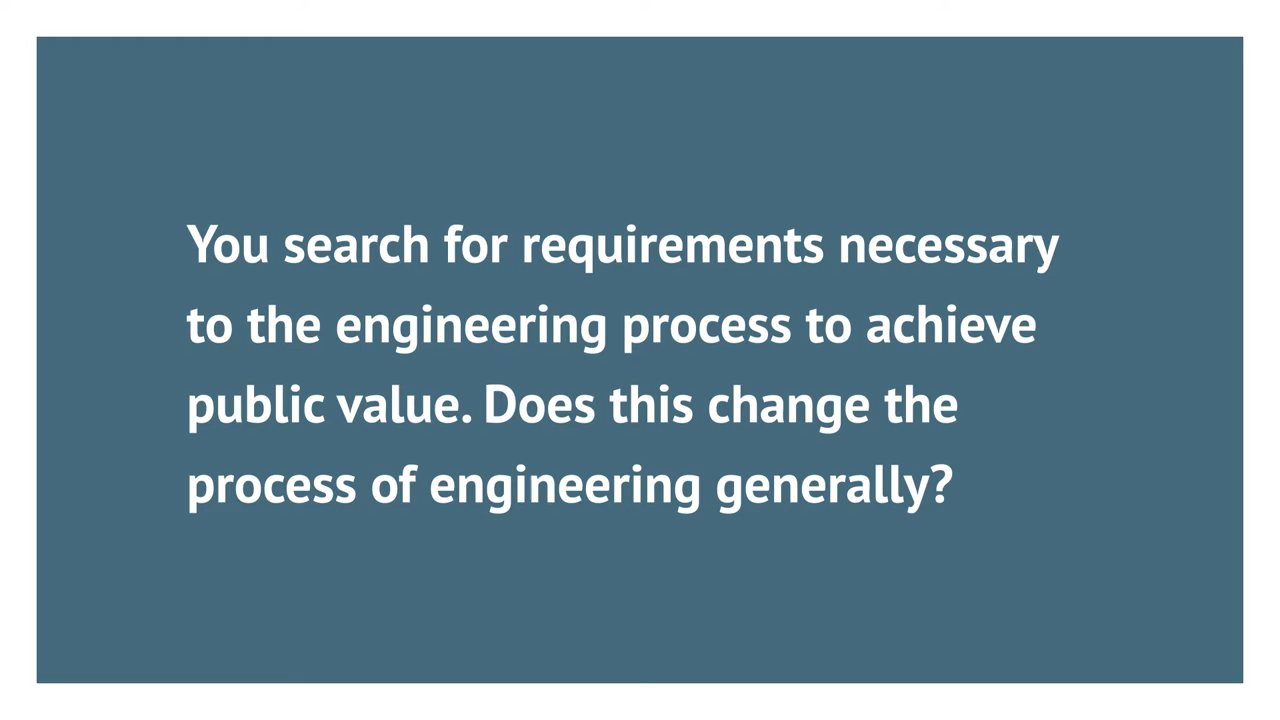 You search for requirements necessary
to the engineering process to achieve
public value. Does this change the
process of engineering generally?